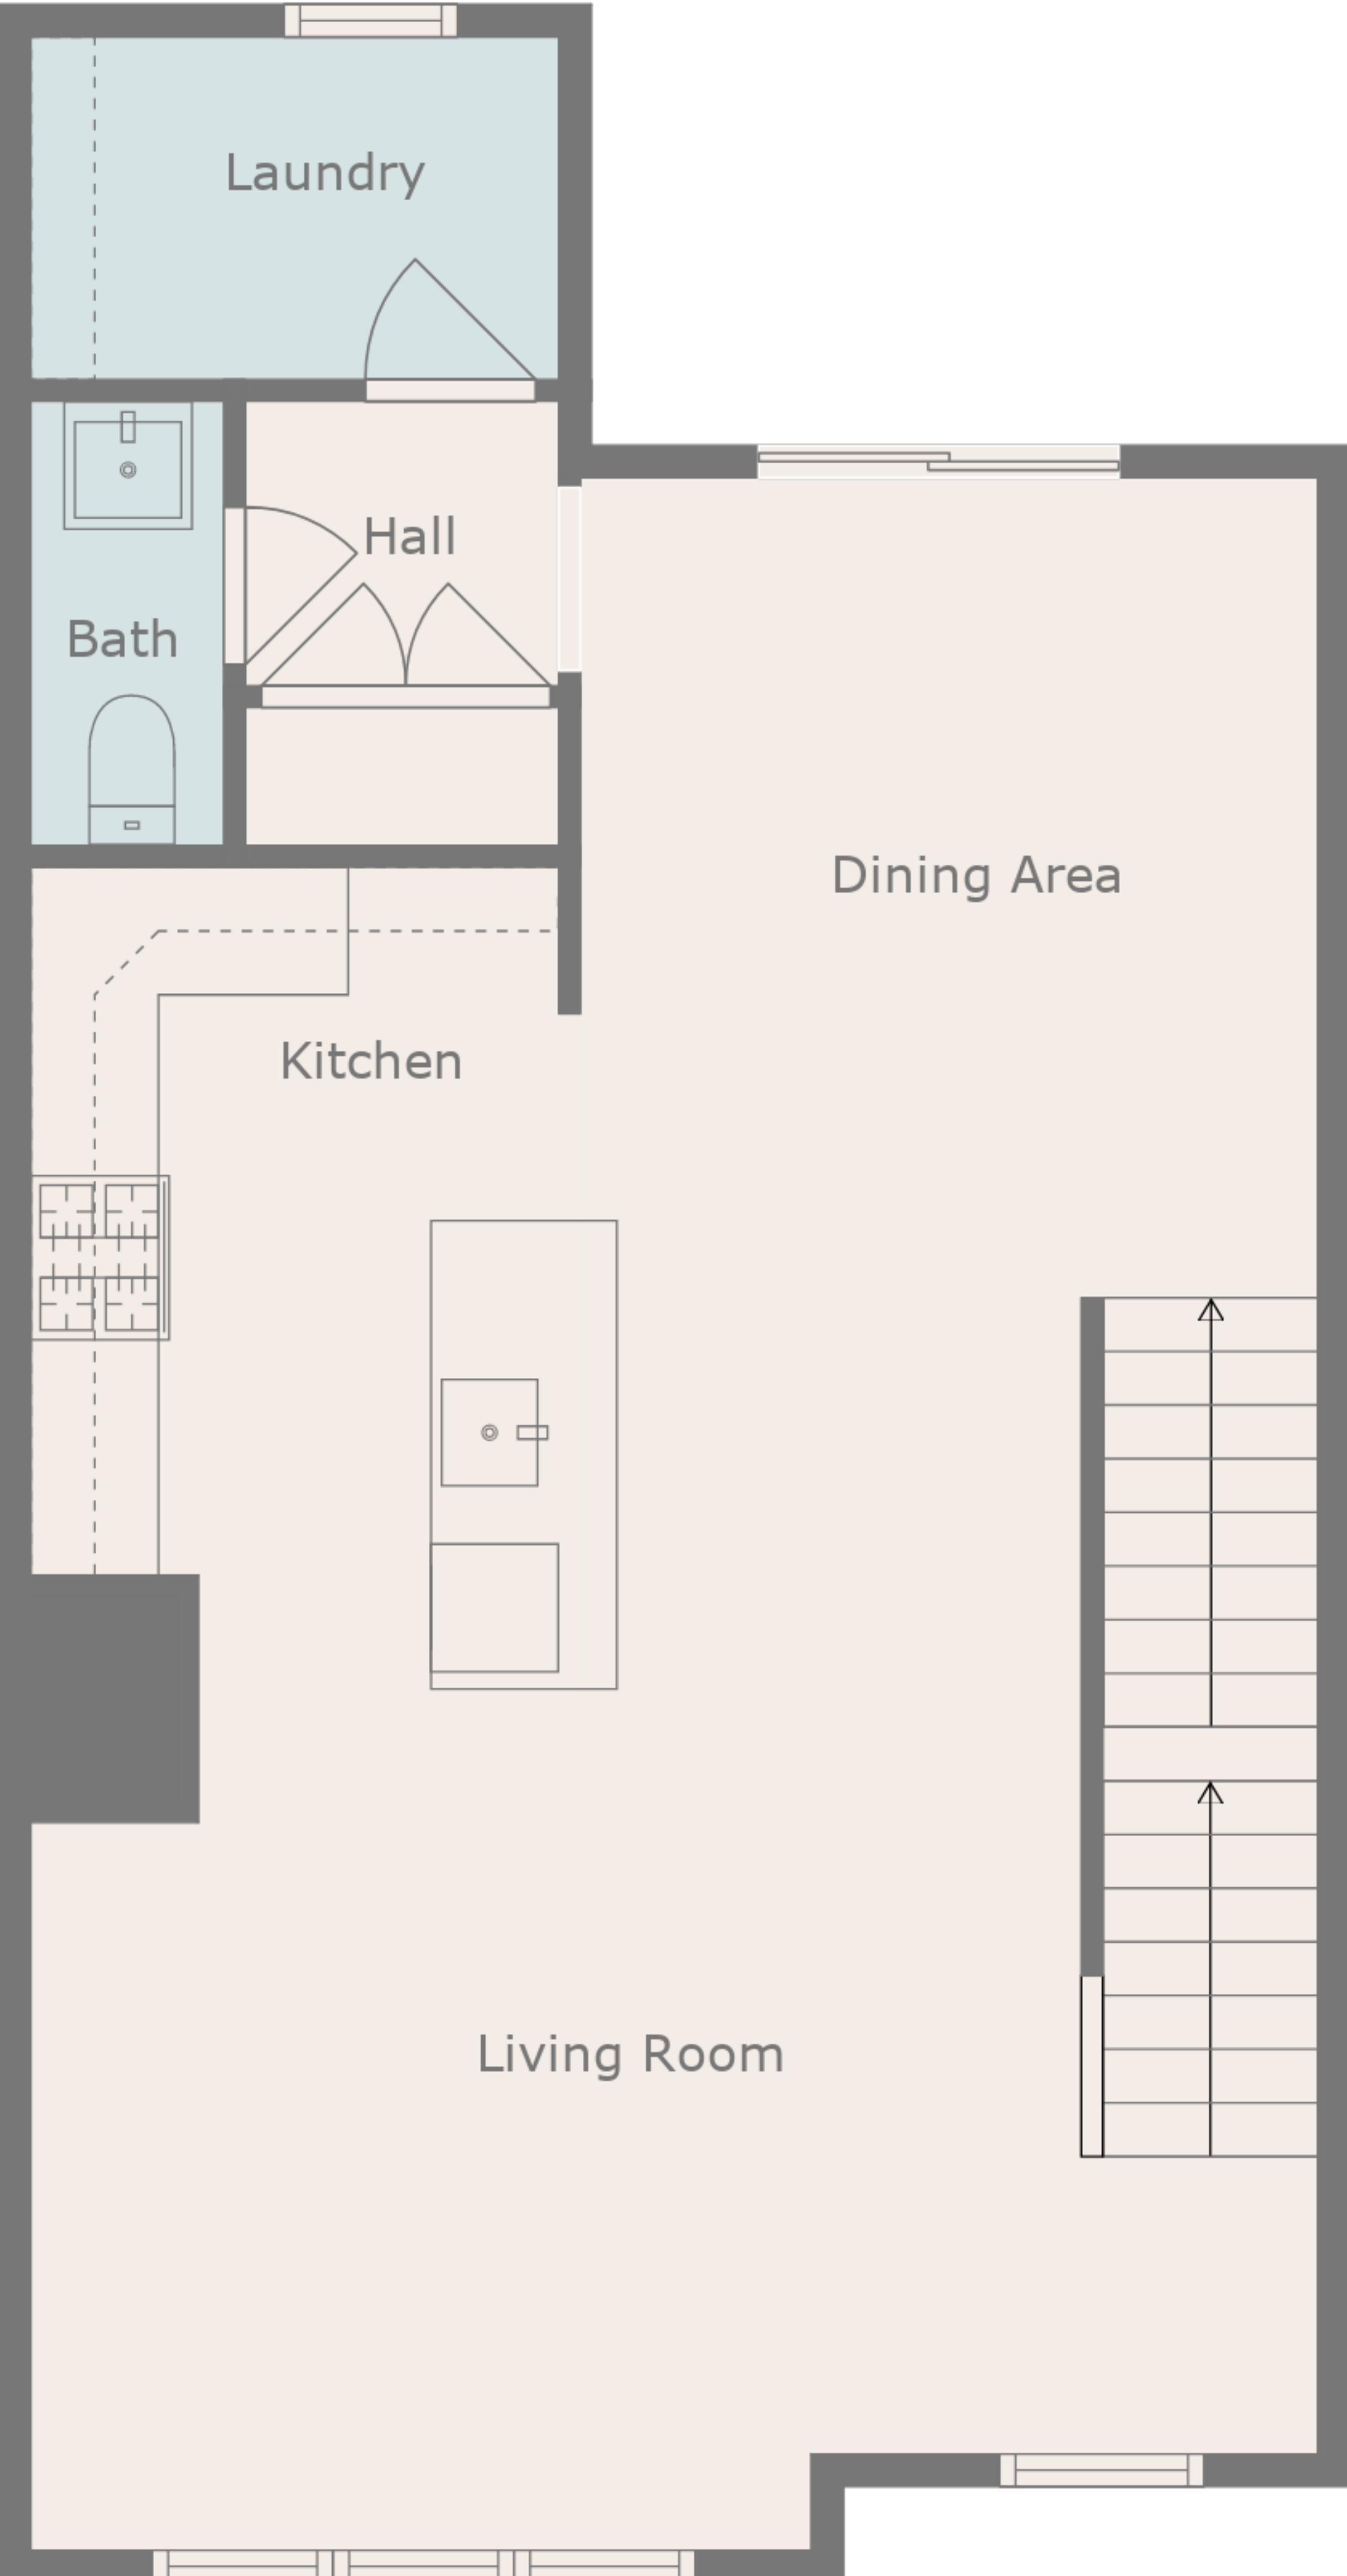 Laundry
Hall
Bath
Dining Area
Kitchen
Living Room